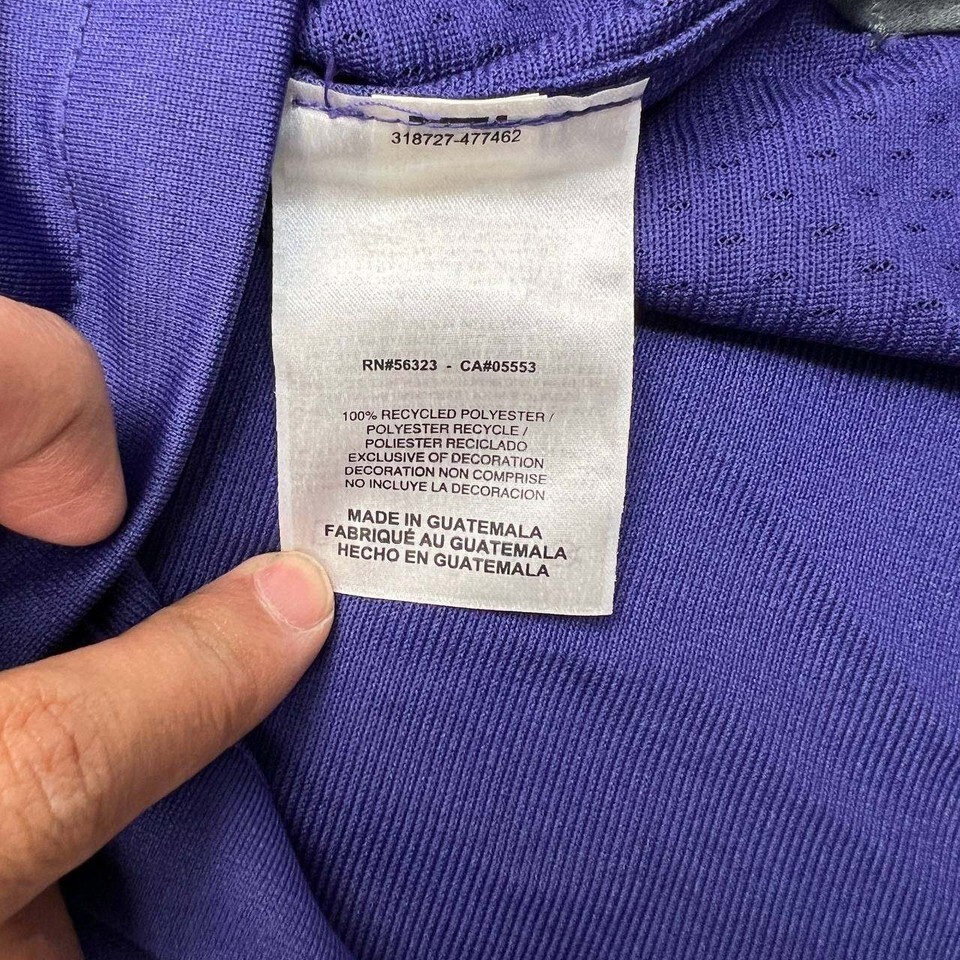 318727-477462
RN#56323 - CA#05553
100% RECYCLED POLYESTER /
POLYESTER RECYCLE /
POLIESTER RECICLADO
EXCLUSIVE OF DECORATION
DECORATION NON COMPRISE
NO INCLUYE LA DECORACION
MADE IN GUATEMALA
FABRIQUÉ AU GUATEMALA
HECHO EN GUATEMALA